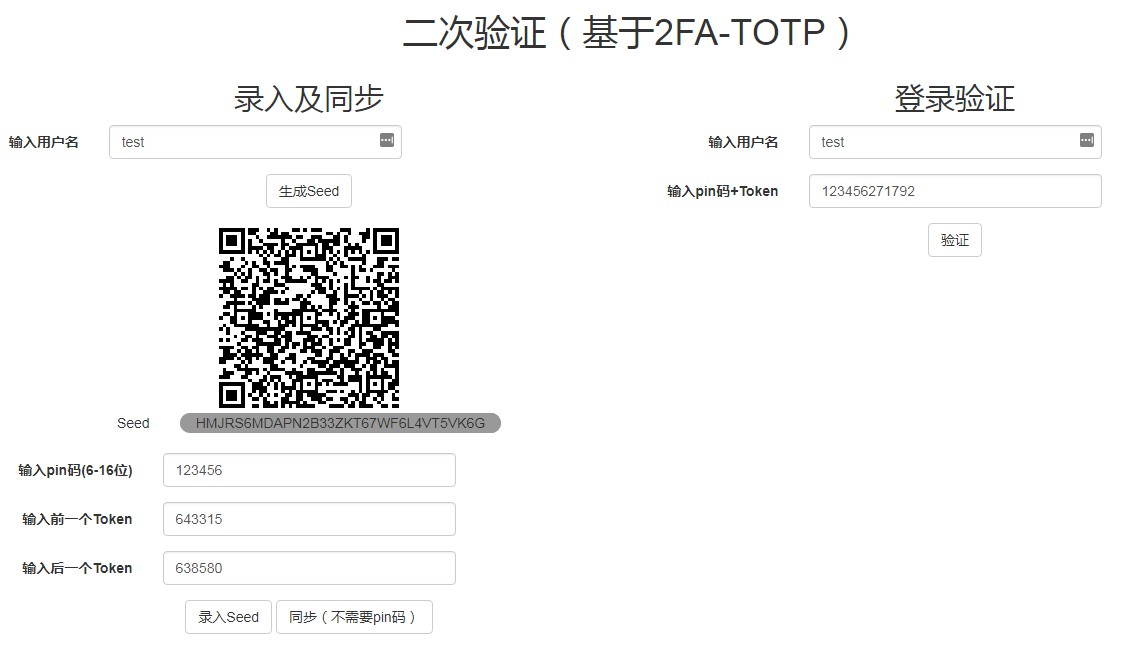 二次验证（基于2FA-TOTP）
录入及同步
输入用户名 test
生成Seed
Seed HMJRS6MDAPN2B33ZKT67WF6L4VT5VK6G
输入pin码(6-16位) 123456
输入前一个Token 643315
输入后一个Token 638580
录入Seed 同步（不需要pin码）
登录验证
输入用户名 test
输入pin码+Token 123456271792
验证